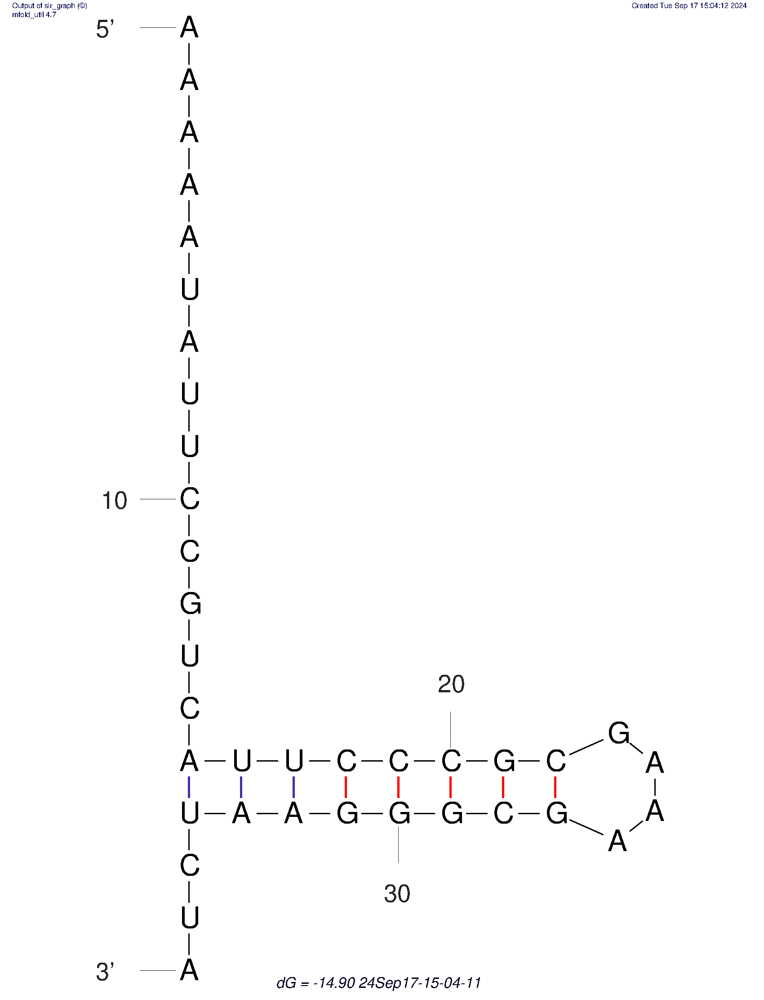 Output of sir_graph (©)
mfold_util 4.7
Created Tue Sep 17 15:04:12 2024
5’ A
A
A
A
A
U
A
U
U
10 C
C
G
U
C
20
G
A U U C C C G C A
U A A G G G C G A
A
C
30
U
3’ A
dG = -14.90 24Sep17-15-04-11